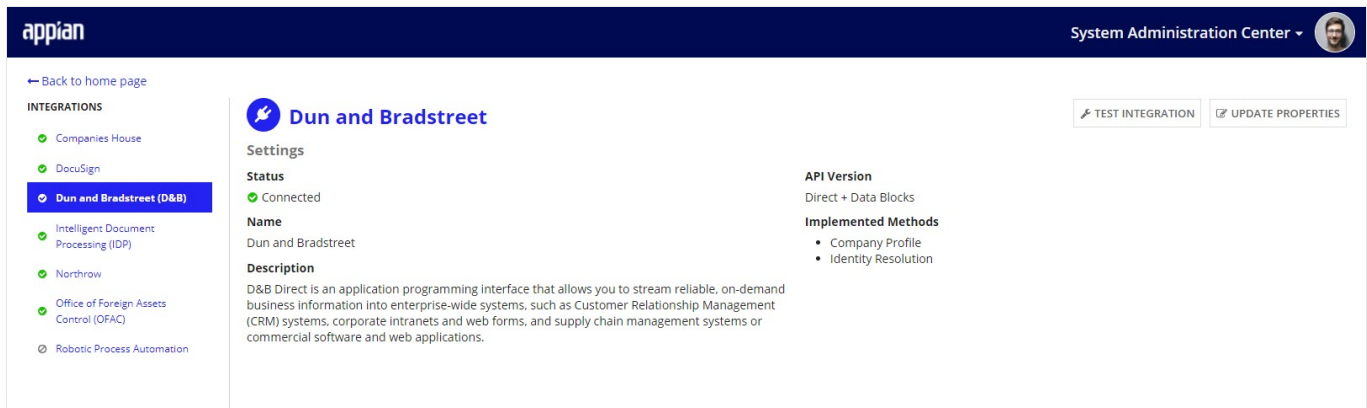 appian
System Administration Center
Back to home page
INTEGRATIONS
Companies House
DocuSign
Dun and Bradstreet (D&B)
Intelligent Document
Processing (IDP)
Northrow
Office of Foreign Assets
Control (OFAC)
Robotic Process Automation
Dun and Bradstreet
TEST INTEGRATION
UPDATE PROPERTIES
Settings
Status
Connected
Name
Dun and Bradstreet
Description
D&B Direct is an application programming interface that allows you to stream reliable, on-demand
business information into enterprise-wide systems, such as Customer Relationship Management
(CRM) systems, corporate intranets and web forms, and supply chain management systems or
commercial software and web applications.
API Version
Direct + Data Blocks
Implemented Methods
• Company Profile
• Identity Resolution